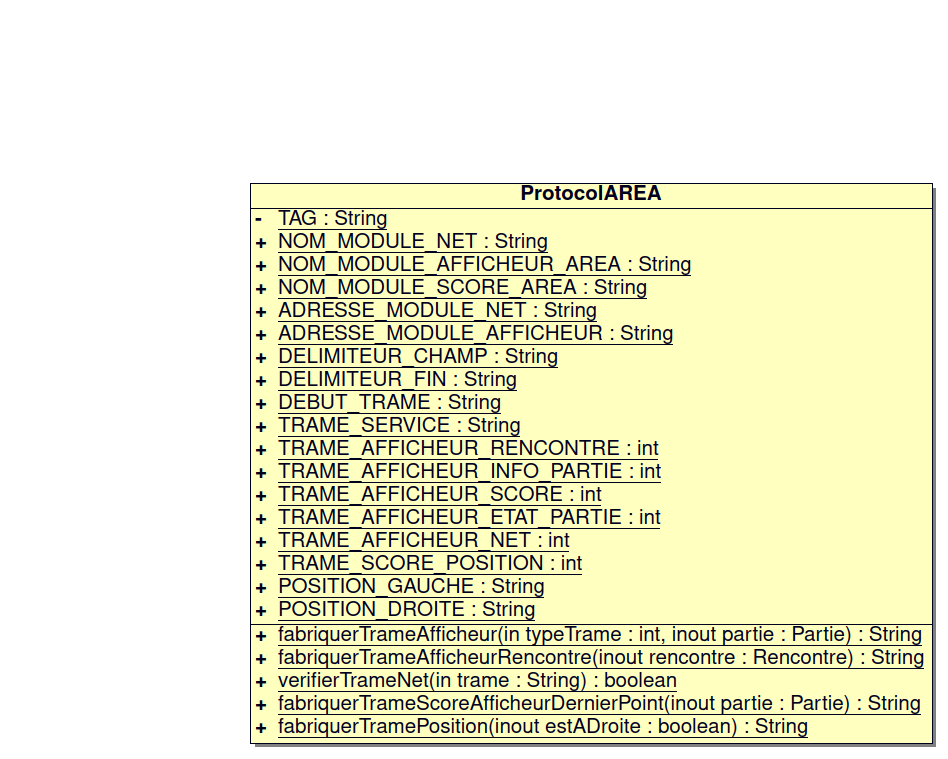 ProtocolAREA
- TAG : String
+ NOM_MODULE_NET : String
+ NOM_MODULE_AFFICHEUR_AREA : String
+ NOM_MODULE_SCORE_AREA : String
+ ADRESSE_MODULE_NET : String
+ ADRESSE_MODULE_AFFICHEUR : String
+ DELIMITEUR_CHAMP : String
+ DELIMITEUR_FIN : String
+ DEBUT_TRAME : String
+ TRAME_SERVICE : String
+ TRAME_AFFICHEUR_RENCONTRE : int
+ TRAME_AFFICHEUR_INFO_PARTIE : int
+ TRAME_AFFICHEUR_SCORE : int
+ TRAME_AFFICHEUR_ETAT_PARTIE : int
+ TRAME_AFFICHEUR_NET : int
+ TRAME_SCORE_POSITION : int
+ POSITION_GAUCHE : String
+ POSITION_DROITE : String
+ fabriquerTrameAfficheur(in typeTrame : int, inout partie : Partie) : String
+ fabriquerTrameAfficheurRencontre(inout rencontre : Rencontre) : String
+ verifierTrameNet(in trame : String) : boolean
+ fabriquerTrameScoreAfficheurDernierPoint(inout partie : Partie) : String
+ fabriquerTramePosition(inout estADroite : boolean) : String